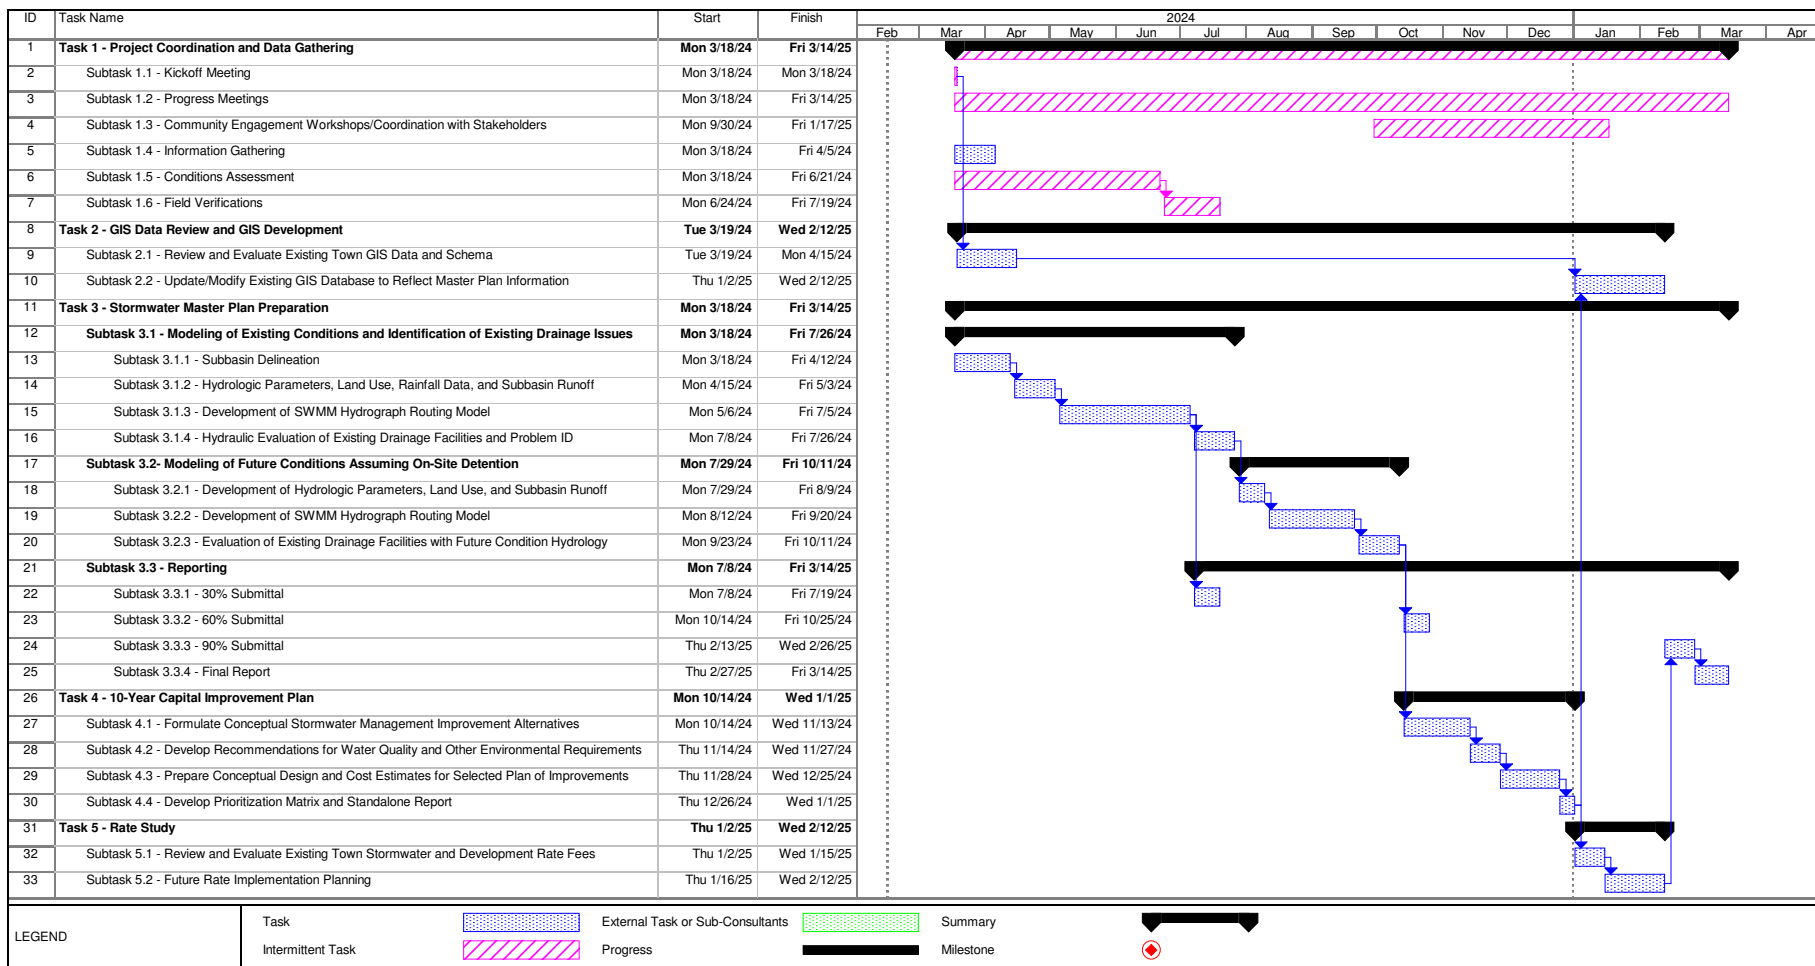 ID Task Name Start Finish 2024
Feb Mar Apr May Jun Jul Aug Sep Oct Nov Dec Jan Feb Mar Apr
1 Task 1 - Project Coordination and Data Gathering Mon 3/18/24 Fri 3/14/25
2 Subtask 1.1 - Kickoff Meeting Mon 3/18/24 Mon 3/18/24
3 Subtask 1.2 - Progress Meetings Mon 3/18/24 Fri 3/14/25
4 Subtask 1.3 - Community Engagement Workshops/Coordination with Stakeholders Mon 9/30/24 Fri 1/17/25
5 Subtask 1.4 - Information Gathering Mon 3/18/24 Fri 4/5/24
6 Subtask 1.5 - Conditions Assessment Mon 3/18/24 Fri 6/21/24
7 Subtask 1.6 - Field Verifications Mon 6/24/24 Fri 7/19/24
8 Task 2 - GIS Data Review and GIS Development Tue 3/19/24 Wed 2/12/25
9 Subtask 2.1 - Review and Evaluate Existing Town GIS Data and Schema Tue 3/19/24 Mon 4/15/24
10 Subtask 2.2 - Update/Modify Existing GIS Database to Reflect Master Plan Information Thu 1/2/25 Wed 2/12/25
11 Task 3 - Stormwater Master Plan Preparation Mon 3/18/24 Fri 3/14/25
12 Subtask 3.1 - Modeling of Existing Conditions and Identification of Existing Drainage Issues Mon 3/18/24 Fri 7/26/24
13 Subtask 3.1.1 - Subbasin Delineation Mon 3/18/24 Fri 4/12/24
14 Subtask 3.1.2 - Hydrologic Parameters, Land Use, Rainfall Data, and Subbasin Runoff Mon 4/15/24 Fri 5/3/24
15 Subtask 3.1.3 - Development of SWMM Hydrograph Routing Model Mon 5/6/24 Fri 7/5/24
16 Subtask 3.1.4 - Hydraulic Evaluation of Existing Drainage Facilities and Problem ID Mon 7/8/24 Fri 7/26/24
17 Subtask 3.2- Modeling of Future Conditions Assuming On-Site Detention Mon 7/29/24 Fri 10/11/24
18 Subtask 3.2.1 - Development of Hydrologic Parameters, Land Use, and Subbasin Runoff Mon 7/29/24 Fri 8/9/24
19 Subtask 3.2.2 - Development of SWMM Hydrograph Routing Model Mon 8/12/24 Fri 9/20/24
20 Subtask 3.2.3 - Evaluation of Existing Drainage Facilities with Future Condition Hydrology Mon 9/23/24 Fri 10/11/24
21 Subtask 3.3 - Reporting Mon 7/8/24 Fri 3/14/25
22 Subtask 3.3.1 - 30% Submittal Mon 7/8/24 Fri 7/19/24
23 Subtask 3.3.2 - 60% Submittal Mon 10/14/24 Fri 10/25/24
24 Subtask 3.3.3 - 90% Submittal Thu 2/13/25 Wed 2/26/25
25 Subtask 3.3.4 - Final Report Thu 2/27/25 Fri 3/14/25
26 Task 4 - 10-Year Capital Improvement Plan Mon 10/14/24 Wed 1/1/25
27 Subtask 4.1 - Formulate Conceptual Stormwater Management Improvement Alternatives Mon 10/14/24 Wed 11/13/24
28 Subtask 4.2 - Develop Recommendations for Water Quality and Other Environmental Requirements Thu 11/14/24 Wed 11/27/24
29 Subtask 4.3 - Prepare Conceptual Design and Cost Estimates for Selected Plan of Improvements Thu 11/28/24 Wed 12/25/24
30 Subtask 4.4 - Develop Prioritization Matrix and Standalone Report Thu 12/26/24 Wed 1/1/25
31 Task 5 - Rate Study Thu 1/2/25 Wed 2/12/25
32 Subtask 5.1 - Review and Evaluate Existing Town Stormwater and Development Rate Fees Thu 1/2/25 Wed 1/15/25
33 Subtask 5.2 - Future Rate Implementation Planning Thu 1/16/25 Wed 2/12/25
LEGEND
Task External Task or Sub-Consultants Summary
Intermittent Task Progress Milestone